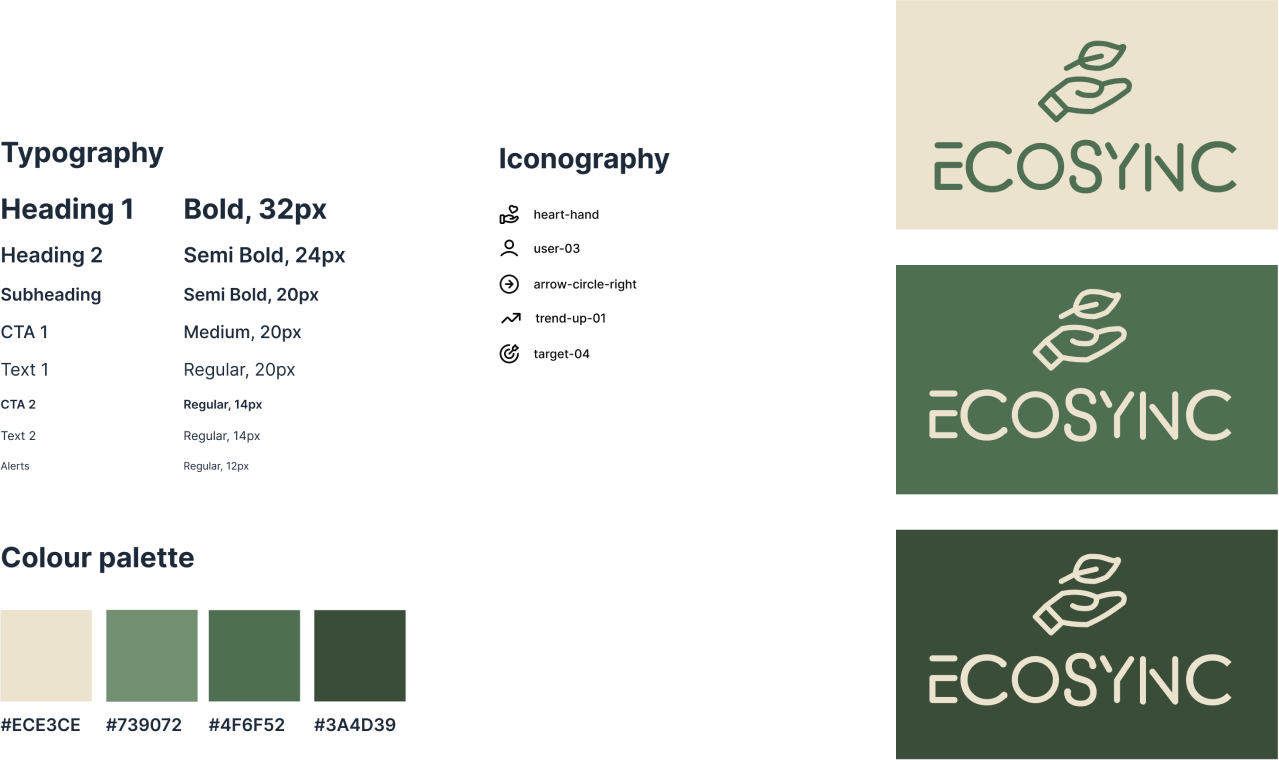 Typography
Heading 1 Bold, 32px
Heading 2 Semi Bold, 24px
Subheading Semi Bold, 20px
CTA 1 Medium, 20px
Text 1 Regular, 20px
CTA 2 Regular, 14px
Text 2 Regular, 14px
Alerts Regular, 12px
Iconography
heart-hand
user-03
arrow-circle-right
trend-up-01
target-04
Colour palette
#ECE3CE #739072 #4F6F52 #3A4D39
ECOSYNC
ECOSYNC
ECOSYNC